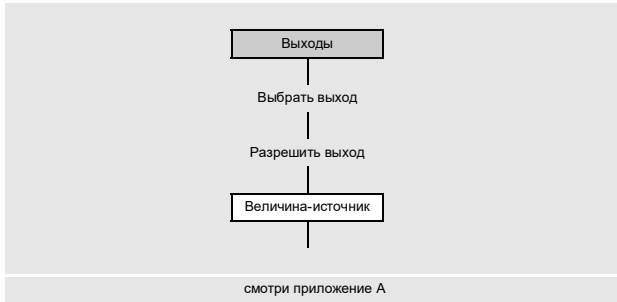 Выходы
Выбрать выход
Разрешить выход
Величина-источник
смотри приложение А